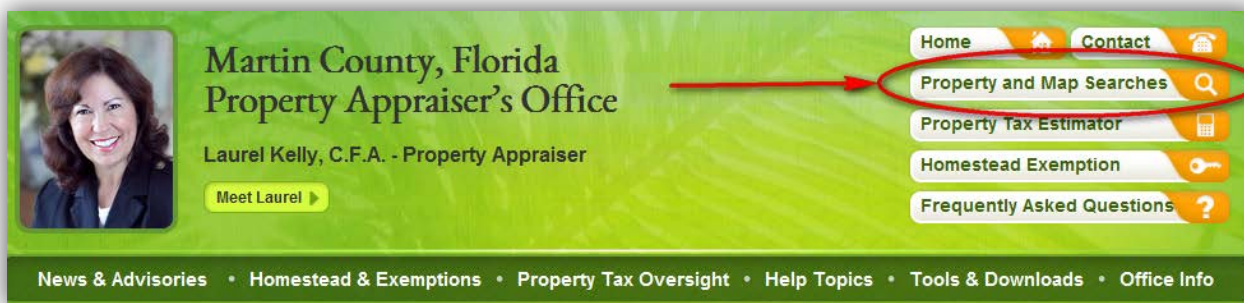 Martin County, Florida
Property Appraiser's Office
Laurel Kelly, C.F.A. - Property Appraiser
Meet Laurel
Home
Contact
Property and Map Searches
Property Tax Estimator
Homestead Exemption
Frequently Asked Questions
News & Advisories • Homestead & Exemptions • Property Tax Oversight • Help Topics • Tools & Downloads • Office Info